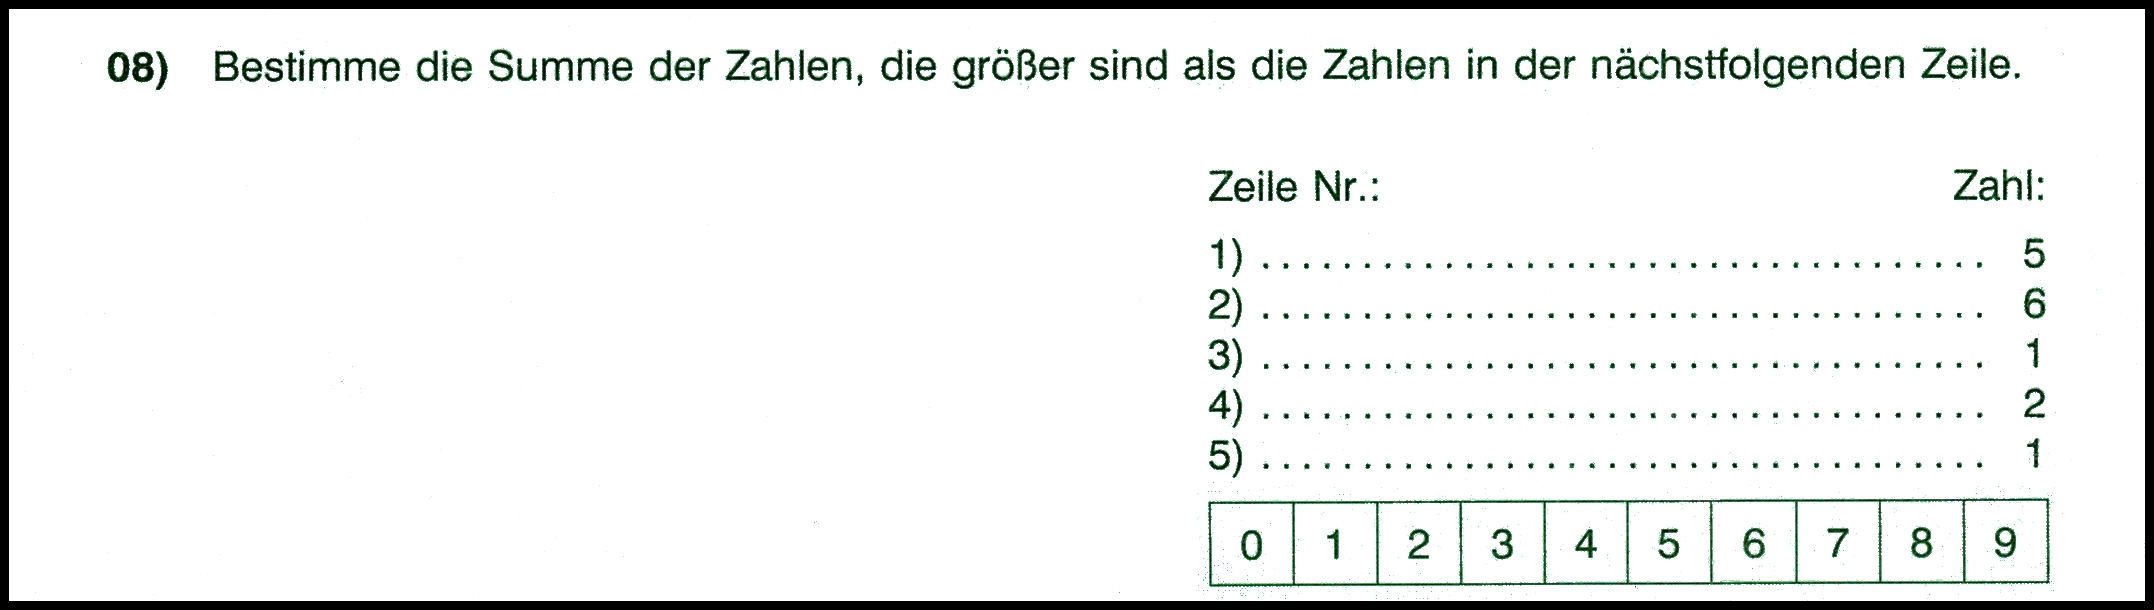 08) Bestimme die Summe der Zahlen, die größer sind als die Zahlen in der nächstfolgenden Zeile.
Zeile Nr.: Zahl:
1) .................................... 5
2) .................................... 6
3) .................................... 1
4) .................................... 2
5) .................................... 1
0 1 2 3 4 5 6 7 8 9